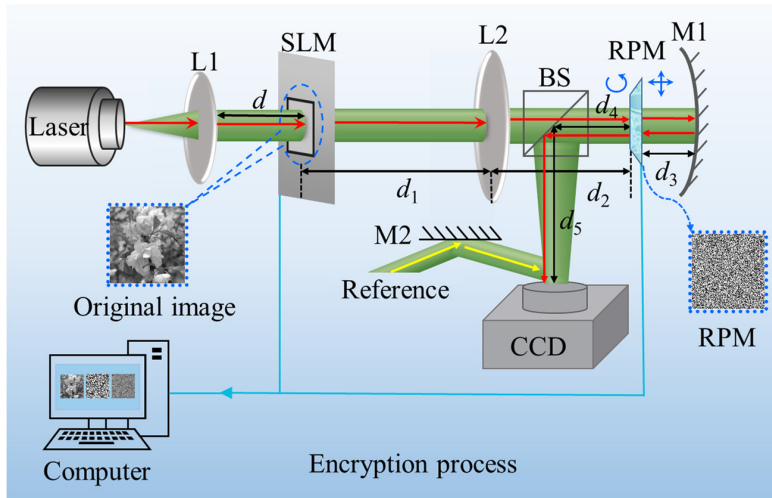 L1
SLM
L2
RPM
M1
BS
Laser
d
d4
d3
d1
d2
d5
M2
Reference
Original image
CCD
RPM
Computer
Encryption process